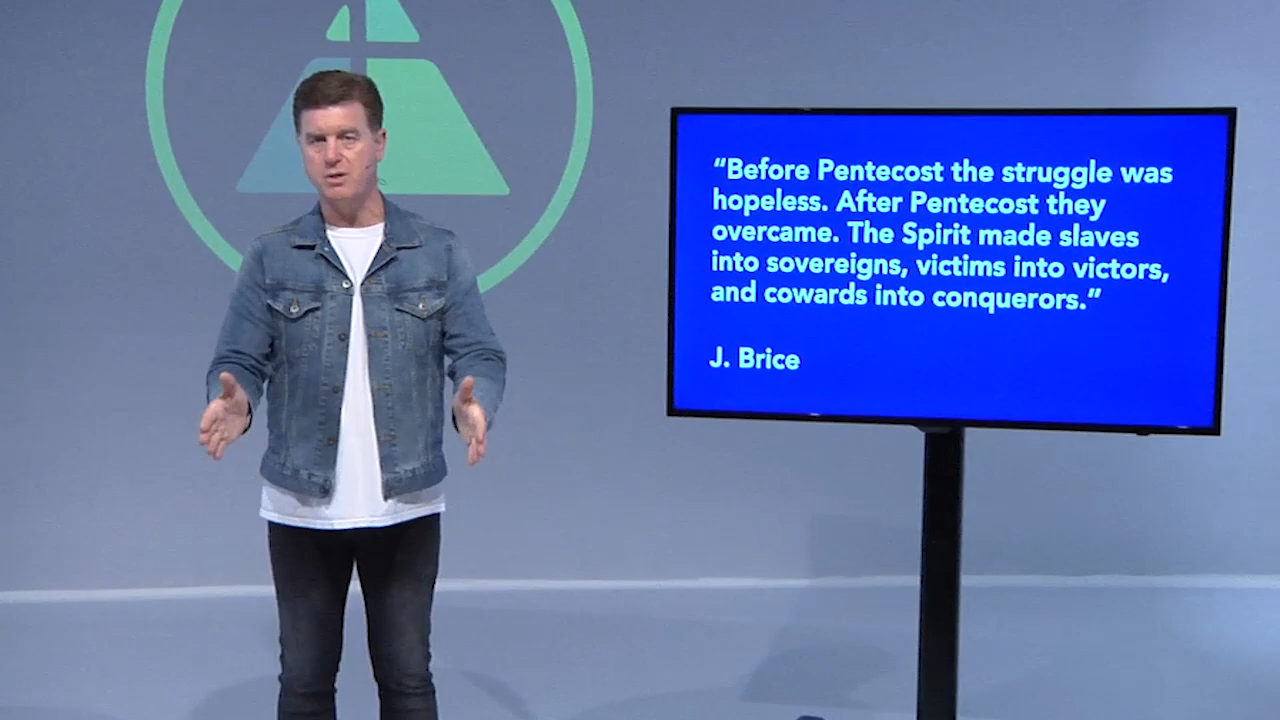 “Before Pentecost the struggle was
hopeless. After Pentecost they
overcame. The Spirit made slaves
into sovereigns, victims into victors,
and cowards into conquerors.”
J. Brice